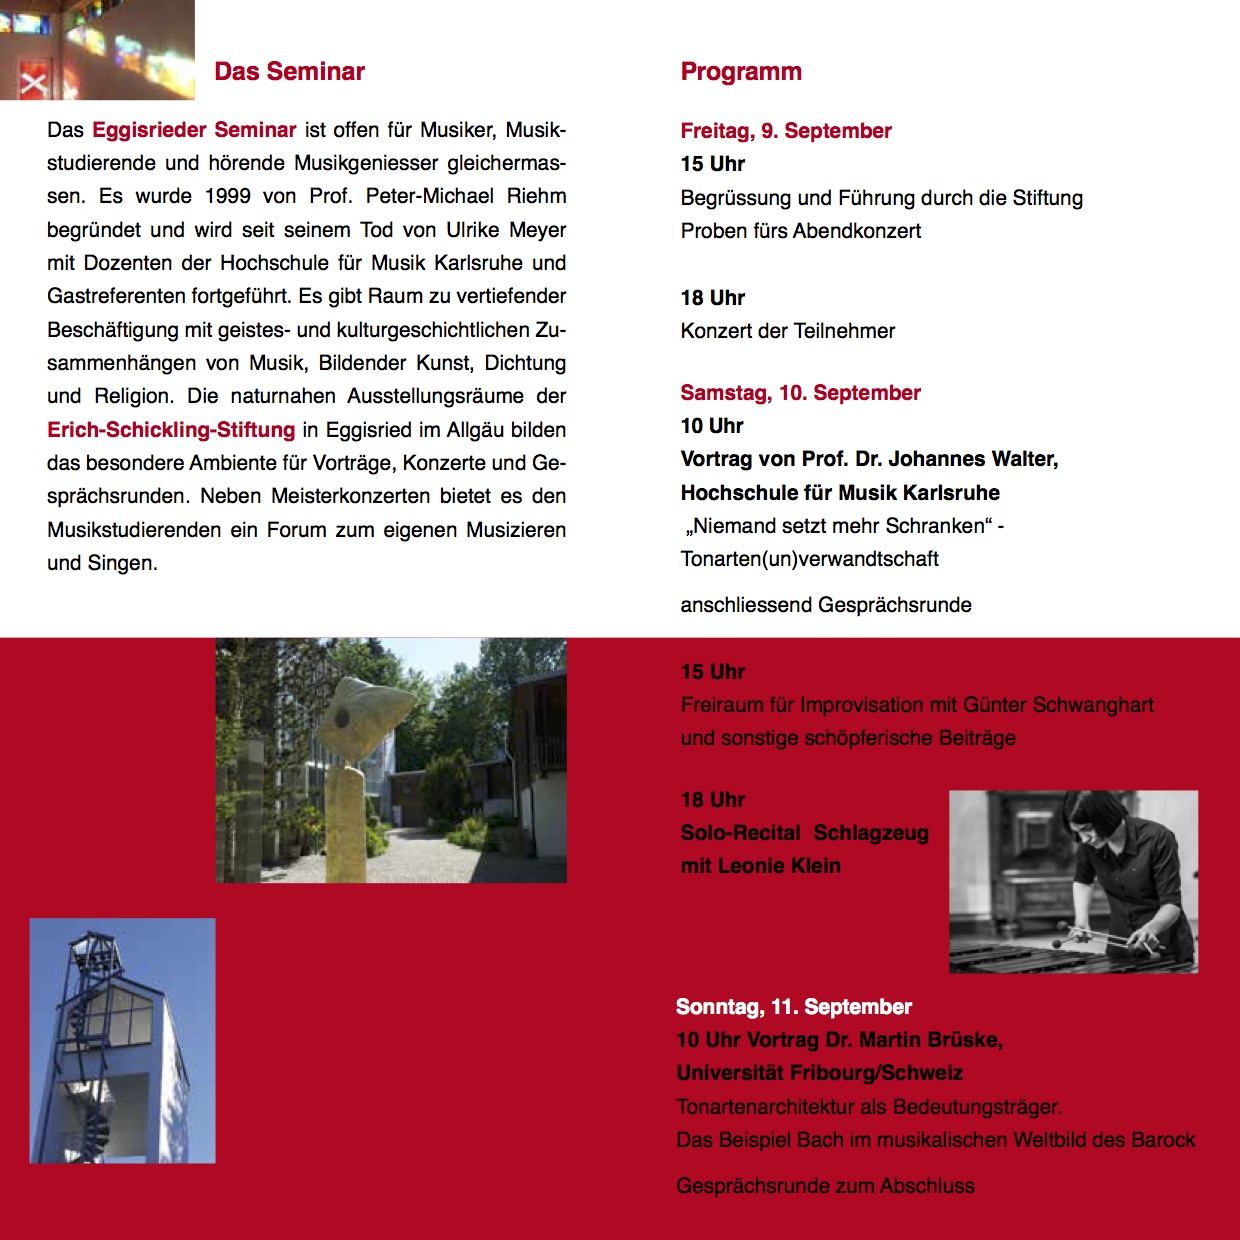 Das Seminar
Das Eggisrieder Seminar ist offen für Musiker, Musik-
studierende und hörende Musikgeniesser gleichermas-
sen. Es wurde 1999 von Prof. Peter-Michael Riehm
begründet und wird seit seinem Tod von Ulrike Meyer
mit Dozenten der Hochschule für Musik Karlsruhe und
Gastreferenten fortgeführt. Es gibt Raum zu vertiefender
Beschäftigung mit geistes- und kulturgeschichtlichen Zu-
sammenhängen von Musik, Bildender Kunst, Dichtung
und Religion. Die naturnahen Ausstellungsräume der
Erich-Schickling-Stiftung in Eggisried im Allgäu bilden
das besondere Ambiente für Vorträge, Konzerte und Ge-
sprächsrunden. Neben Meisterkonzerten bietet es den
Musikstudierenden ein Forum zum eigenen Musizieren
und Singen.
Programm
Freitag, 9. September
15 Uhr
Begrüssung und Führung durch die Stiftung
Proben fürs Abendkonzert
18 Uhr
Konzert der Teilnehmer
Samstag, 10. September
10 Uhr
Vortrag von Prof. Dr. Johannes Walter,
Hochschule für Musik Karlsruhe
„Niemand setzt mehr Schranken“ -
Tonarten(un)verwandtschaft
anschliessend Gesprächsrunde
15 Uhr
Freiraum für Improvisation mit Günter Schwanghart
und sonstige schöpferische Beiträge
18 Uhr
Solo-Recital Schlagzeug
mit Leonie Klein
Sonntag, 11. September
10 Uhr Vortrag Dr. Martin Brüske,
Universität Fribourg/Schweiz
Tonartenarchitektur als Bedeutungsträger.
Das Beispiel Bach im musikalischen Weltbild des Barock
Gesprächsrunde zum Abschluss